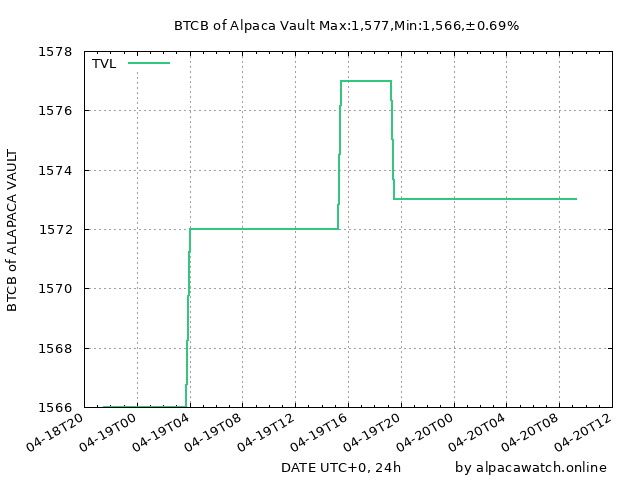 BTCB of Alpaca Vault Max:1,577,Min:1,566,±0.69%
TVL
BTCB of ALAPACA VAULT
1578
1576
1574
1572
1570
1568
1566
04-18T20
04-19T00
04-19T04
04-19T08
04-19T12
04-19T16
04-19T20
04-20T00
04-20T04
04-20T08
04-20T12
DATE UTC+0, 24h
by alpacawatch.online